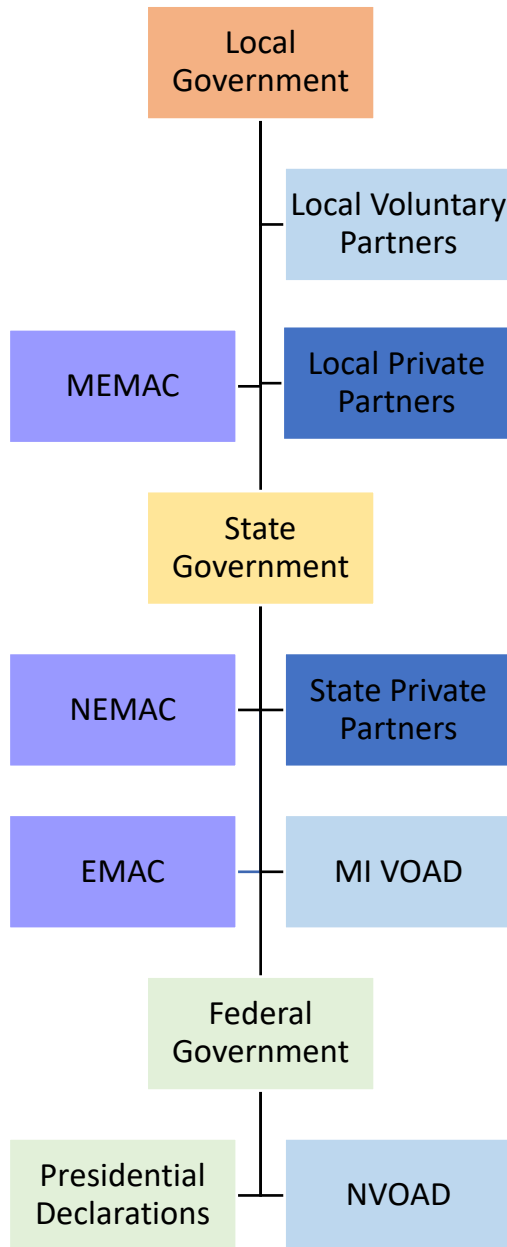 Local
Government
Local Voluntary
Partners
MEMAC
Local Private
Partners
State
Government
NEMAC
State Private
Partners
EMAC
MI VOAD
Federal
Government
Presidential
Declarations
NVOAD